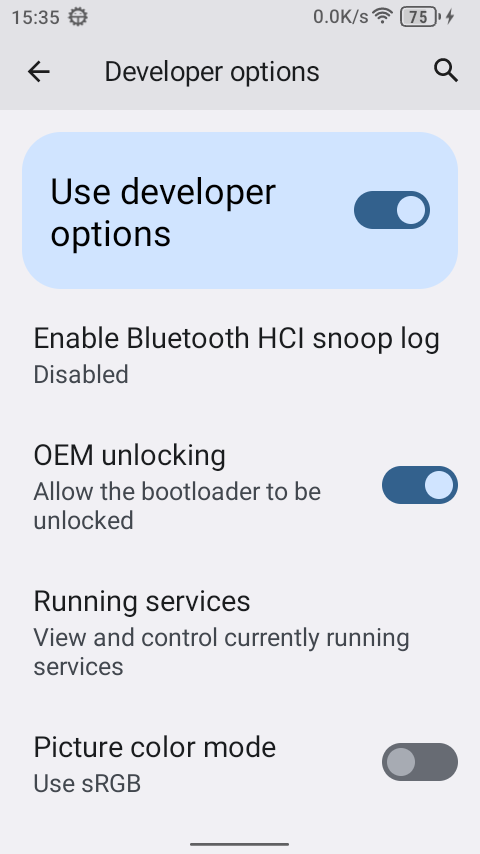 15:35 0.0K/s 75
Developer options
Use developer
options
Enable Bluetooth HCI snoop log
Disabled
OEM unlocking
Allow the bootloader to be
unlocked
Running services
View and control currently running
services
Picture color mode
Use sRGB